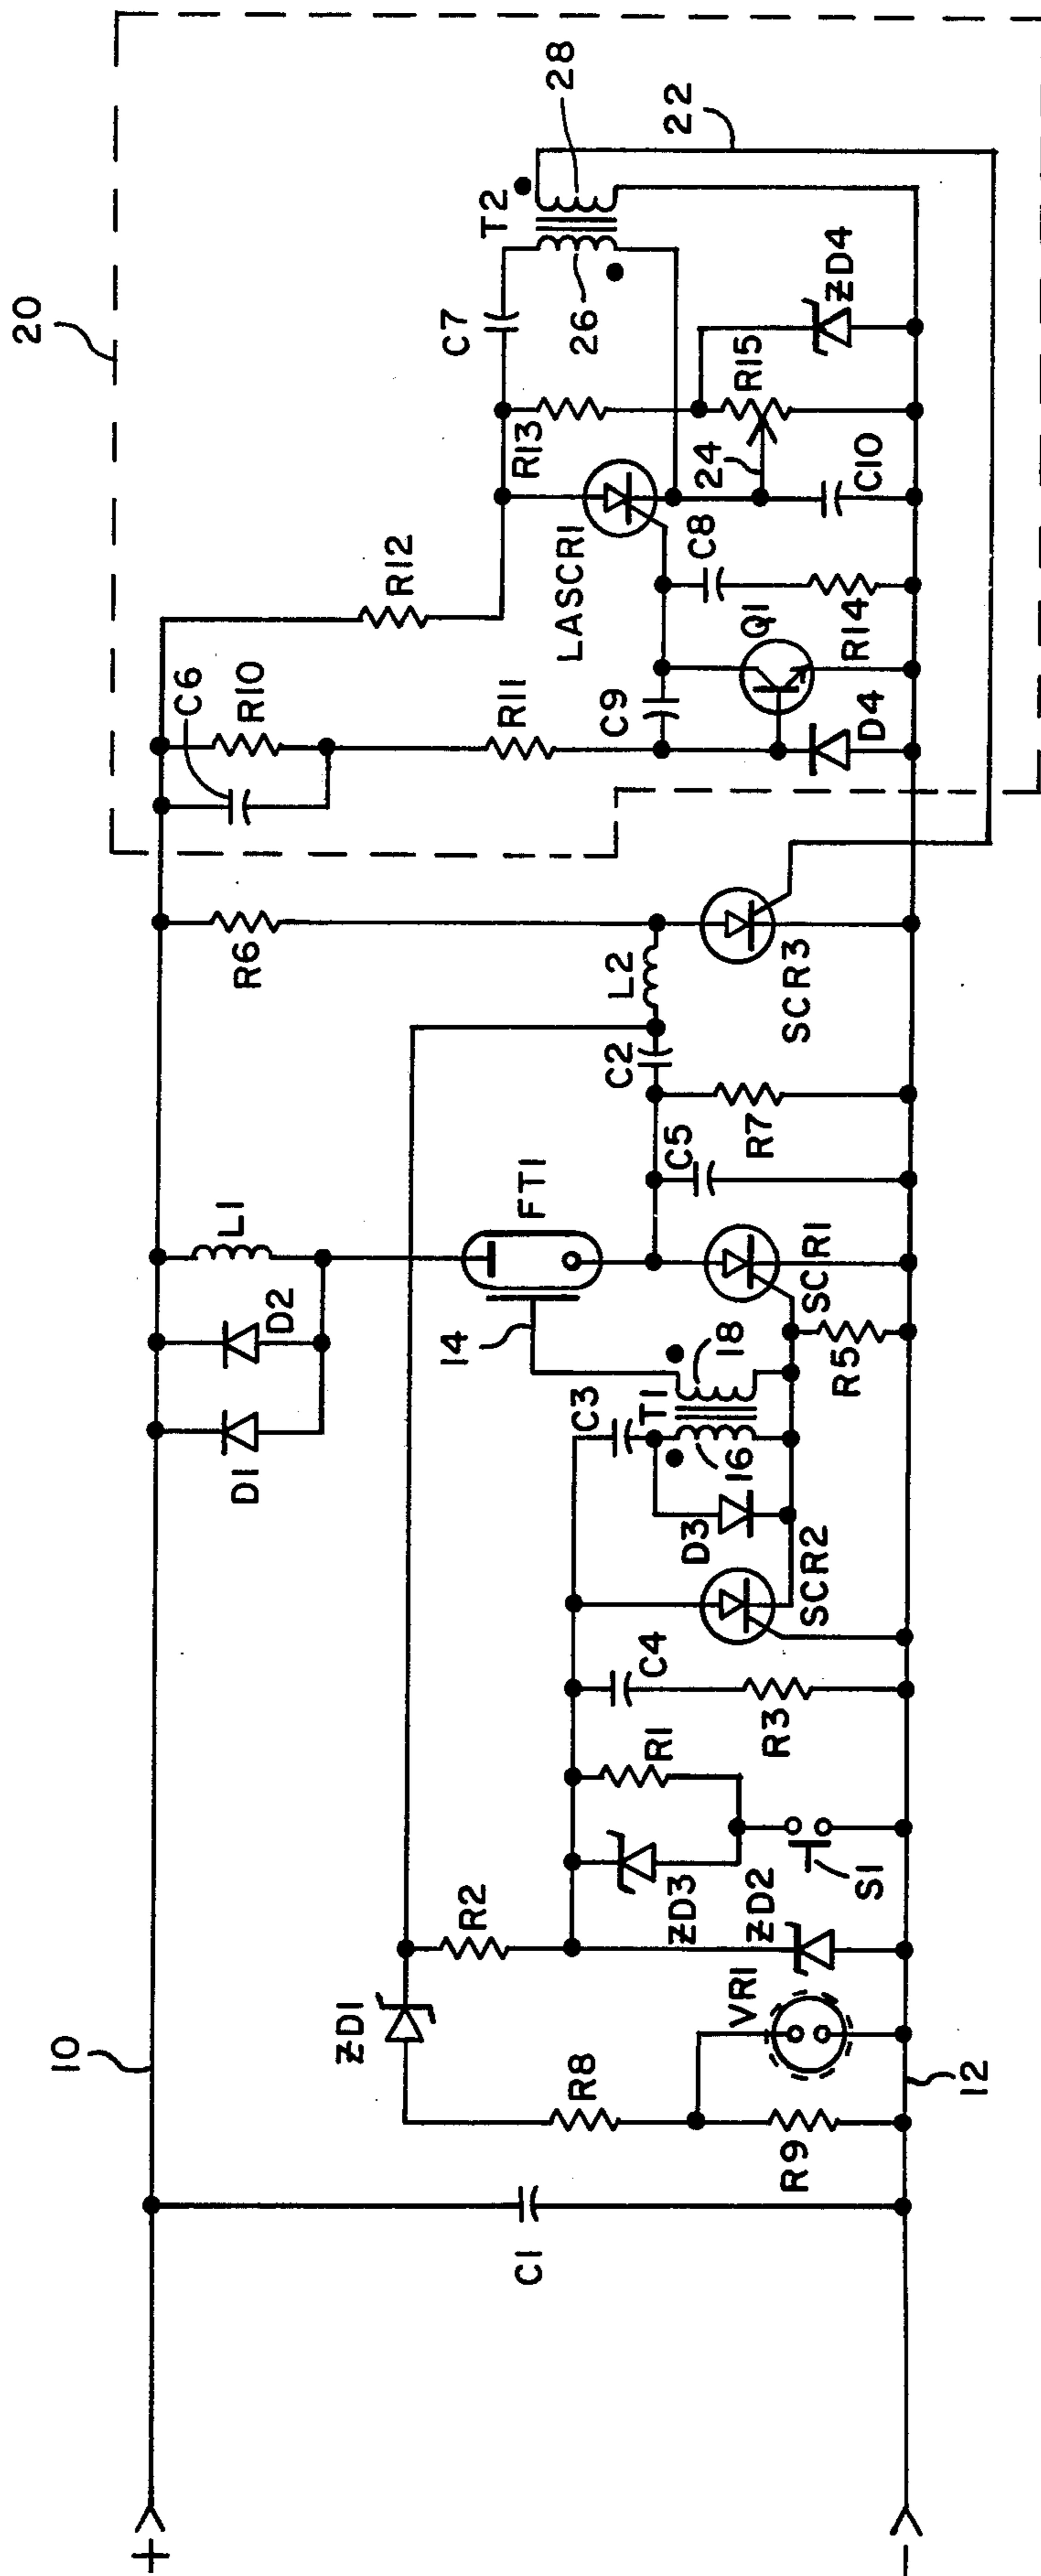 20
10
C6
R10
R12
C7
T2
28
22
26
R13
R11
LASCR1
C9
C8
Q1
R14
D4
24
R15
C10
ZD4
R6
L2
C2
SCR3
L1
D2
D1
FT1
14
C5
R7
SCR1
C3
T1
18
16
D3
R5
SCR2
C4
R3
R1
ZD3
ZD2
S1
R2
ZD1
VR1
R8
R9
12
C1
+
-